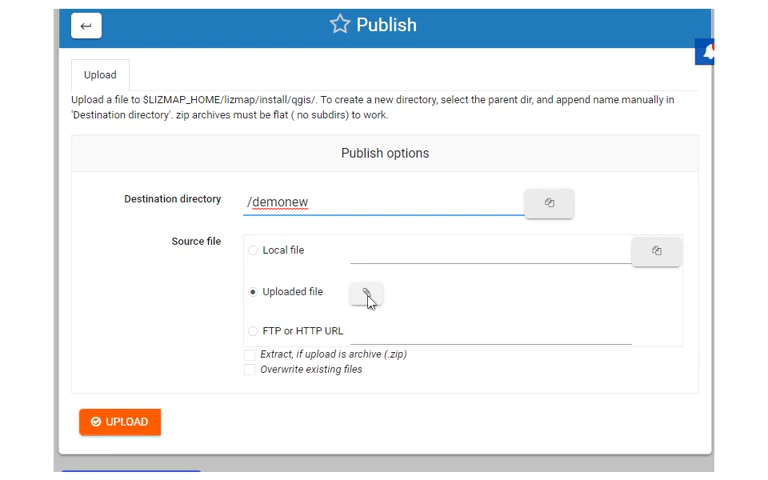 Publish
Upload
Upload a file to $LIZMAP_HOME/lizmap/install/qgis/. To create a new directory, select the parent dir, and append name manually in
'Destination directory'. zip archives must be flat ( no subdirs) to work.
Publish options
Destination directory
/demonew
Source file
Local file
Uploaded file
FTP or HTTP URL
Extract, if upload is archive (.zip)
Overwrite existing files
UPLOAD